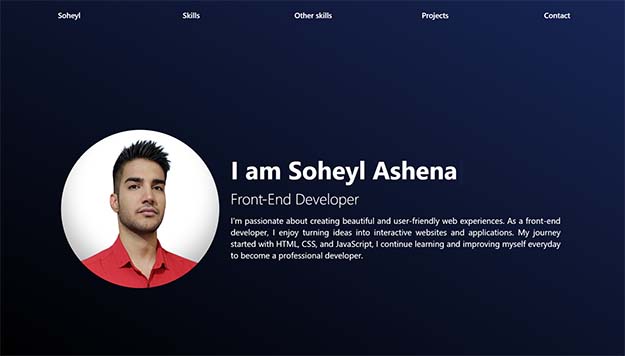 Soheyl Skills Other skills Projects Contact
I am Soheyl Ashena
Front-End Developer
I'm passionate about creating beautiful and user-friendly web experiences. As a front-end
developer, I enjoy turning ideas into interactive websites and applications. My journey
started with HTML, CSS, and JavaScript, I continue learning and improving myself everyday
to become a professional developer.